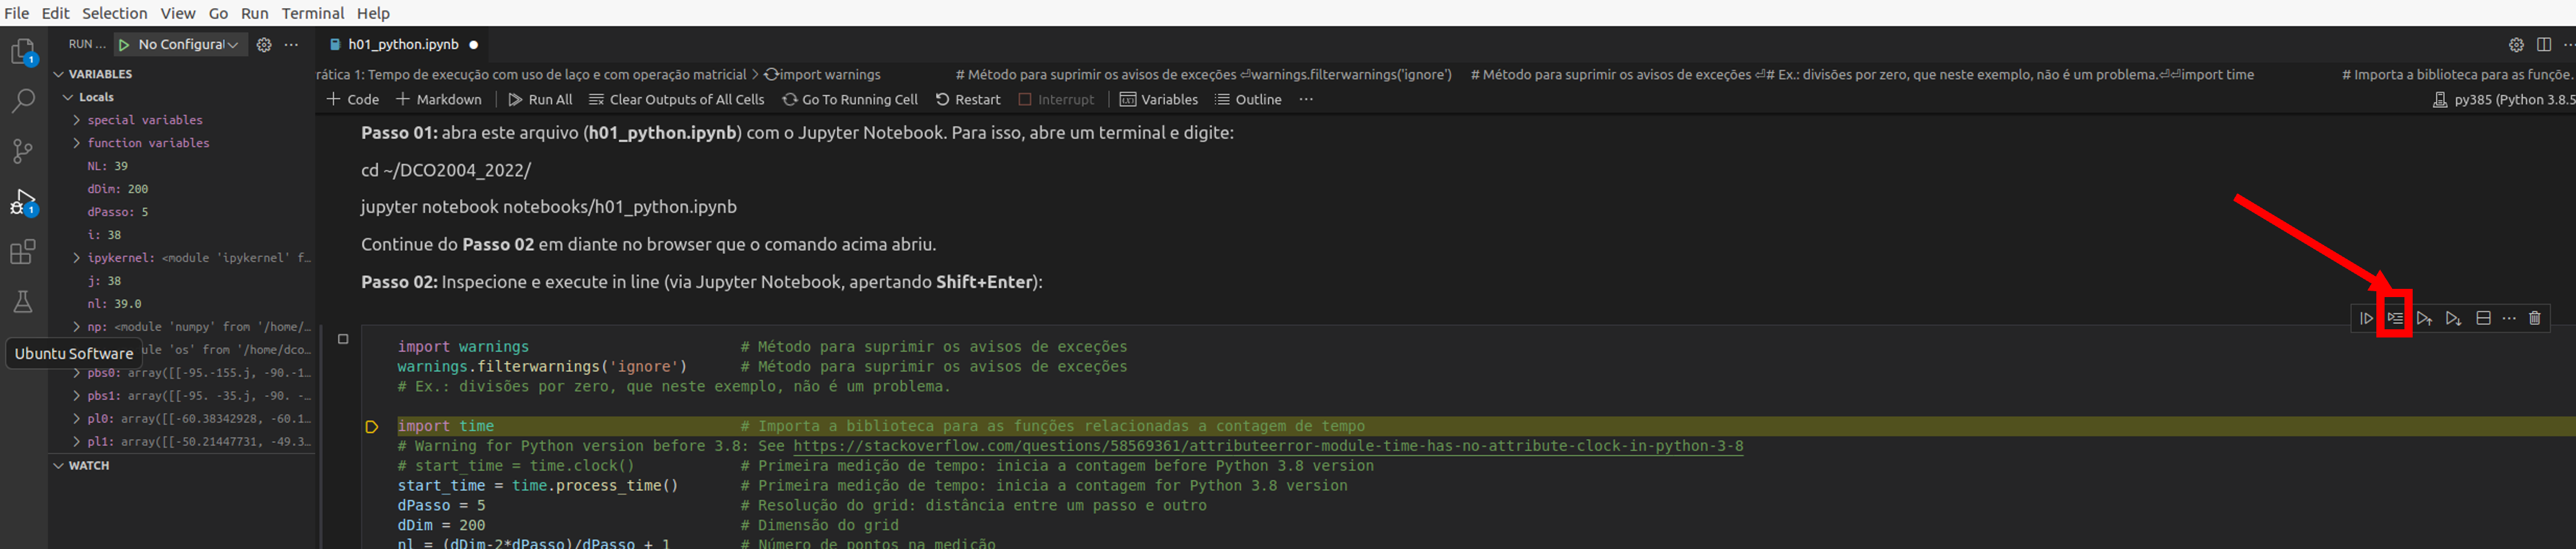 File Edit Selection View Go Run Terminal Help
RUN ... No Configural
h01_python.ipynb
VARIABLES
Locals
special variables
function variables
NL: 39
dDim: 200
dPasso: 5
i: 38
ipykernel: <module 'ipykernel' f...
j: 38
nl: 39.0
np: <module 'numpy' from '/home/...
ule 'os' from '/home/dco...
Ubuntu Software
pbs0: array([[-95.-155.j, -90.-1...
pbs1: array([[-95. -35.j, -90. -...
pl0: array([[-60.38342928, -60.1...
pl1: array([[-50.21447731, -49.3...
WATCH
1
1
rática 1: Tempo de execução com uso de laço e com operação matricial > import warnings # Método para suprimir os avisos de exceções ⏎warnings.filterwarnings('ignore') # Método para suprimir os avisos de exceções ⏎# Ex.: divisões por zero, que neste exemplo, não é um problema.⏎⏎import time # Importa a biblioteca para as funçõe.
+ Code + Markdown Run All Clear Outputs of All Cells Go To Running Cell Restart Interrupt Variables Outline ... py385 (Python 3.8.5
Passo 01: abra este arquivo (h01_python.ipynb) com o Jupyter Notebook. Para isso, abre um terminal e digite:
cd ~/DCO2004_2022/
jupyter notebook notebooks/h01_python.ipynb
Continue do Passo 02 em diante no browser que o comando acima abriu.
Passo 02: Inspecione e execute in line (via Jupyter Notebook, apertando Shift+Enter):
import warnings # Método para suprimir os avisos de exceções
warnings.filterwarnings('ignore') # Método para suprimir os avisos de exceções
# Ex.: divisões por zero, que neste exemplo, não é um problema.
import time # Importa a biblioteca para as funções relacionadas a contagem de tempo
# Warning for Python version before 3.8: See https://stackoverflow.com/questions/58569361/attributeerror-module-time-has-no-attribute-clock-in-python-3-8
# start_time = time.clock() # Primeira medição de tempo: inicia a contagem before Python 3.8 version
start_time = time.process_time() # Primeira medição de tempo: inicia a contagem for Python 3.8 version
dPasso = 5 # Resolução do grid: distância entre um passo e outro
dDim = 200 # Dimensão do grid
nl = (dDim-2*dPasso)/dPasso + 1 # Número de pontos na medição